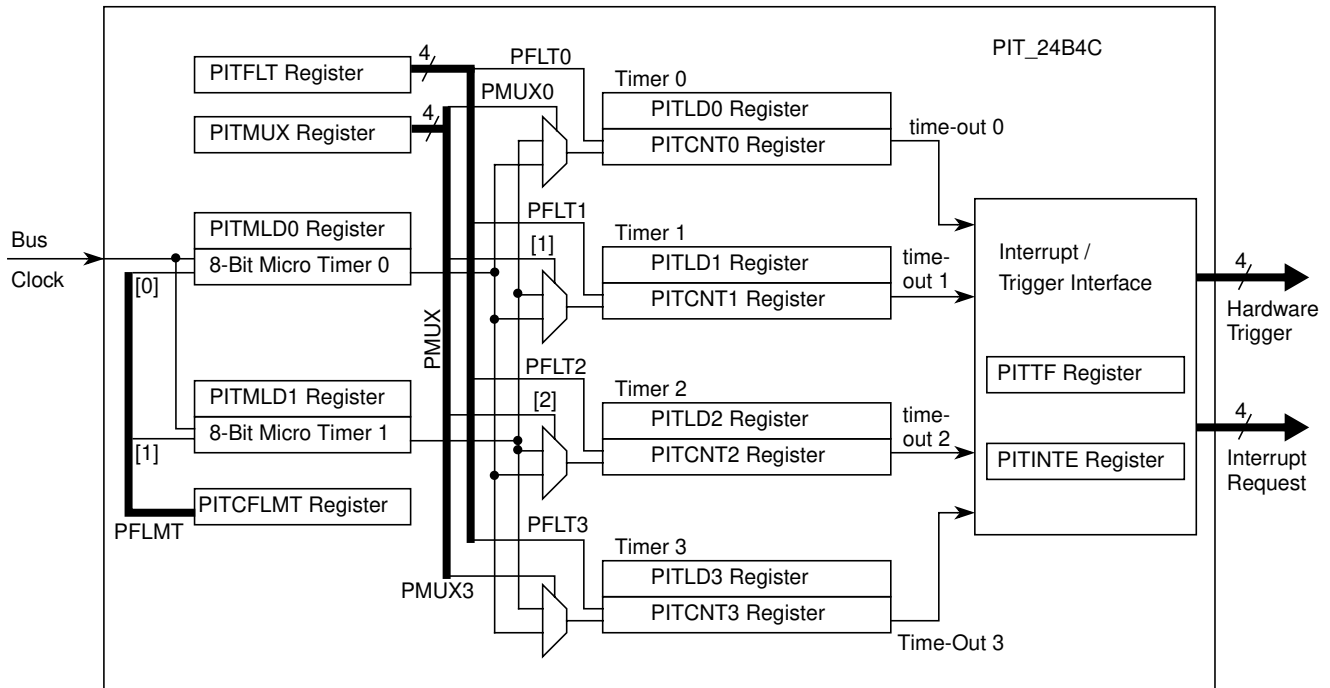 PIT_24B4C
PITFLT Register
4
PFLT0
Timer 0
PITMUX Register
4
PMUX0
PITLD0 Register
PITCNT0 Register
time-out 0
Bus
Clock
PITMLD0 Register
8-Bit Micro Timer 0
[0]
PFLT1
[1]
Timer 1
PITLD1 Register
PITCNT1 Register
time-
out 1
Interrupt /
Trigger Interface
4
Hardware
Trigger
PMUX
PITMLD1 Register
8-Bit Micro Timer 1
[1]
PFLT2
[2]
Timer 2
PITLD2 Register
PITCNT2 Register
time-
out 2
PITTF Register
PITINTE Register
4
Interrupt
Request
PITCFLMT Register
PFLMT
PFLT3
PMUX3
Timer 3
PITLD3 Register
PITCNT3 Register
Time-Out 3